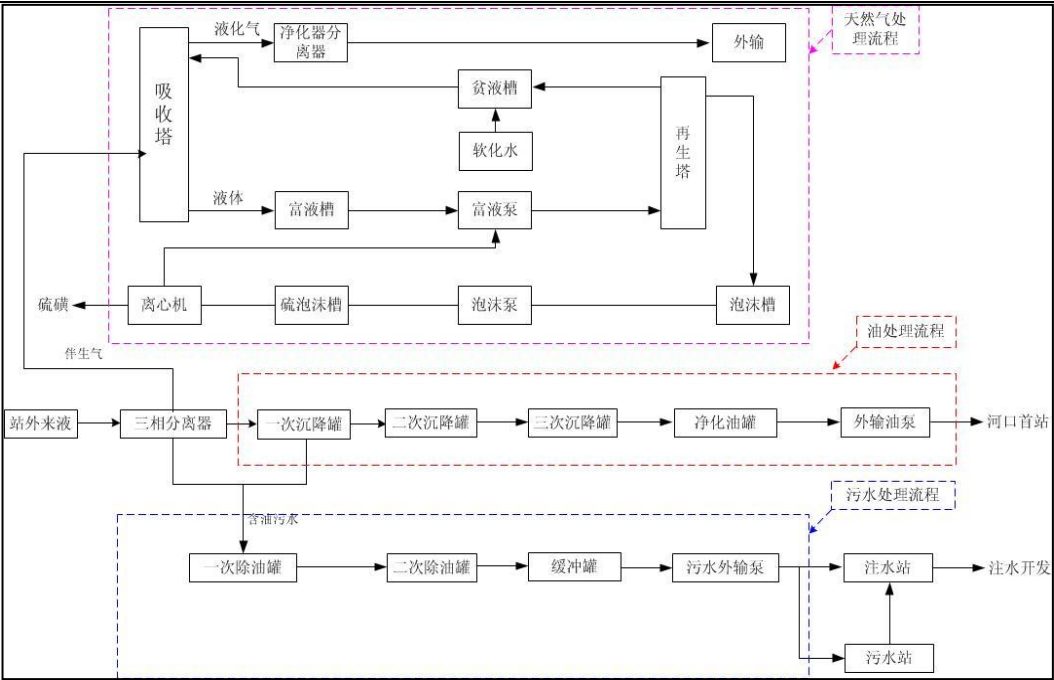 天然气处
理流程
液化气
净化器分
离器
外输
吸收塔
贫液槽
软化水
再生塔
液体
富液槽
富液泵
硫磺
离心机
硫泡沫槽
泡沫泵
泡沫槽
伴生气
油处理流程
站外来液
三相分离器
一次沉降罐
二次沉降罐
三次沉降罐
净化油罐
外输油泵
河口首站
污水处理流程
含油污水
一次除油罐
二次除油罐
缓冲罐
污水外输泵
注水站
注水开发
污水站